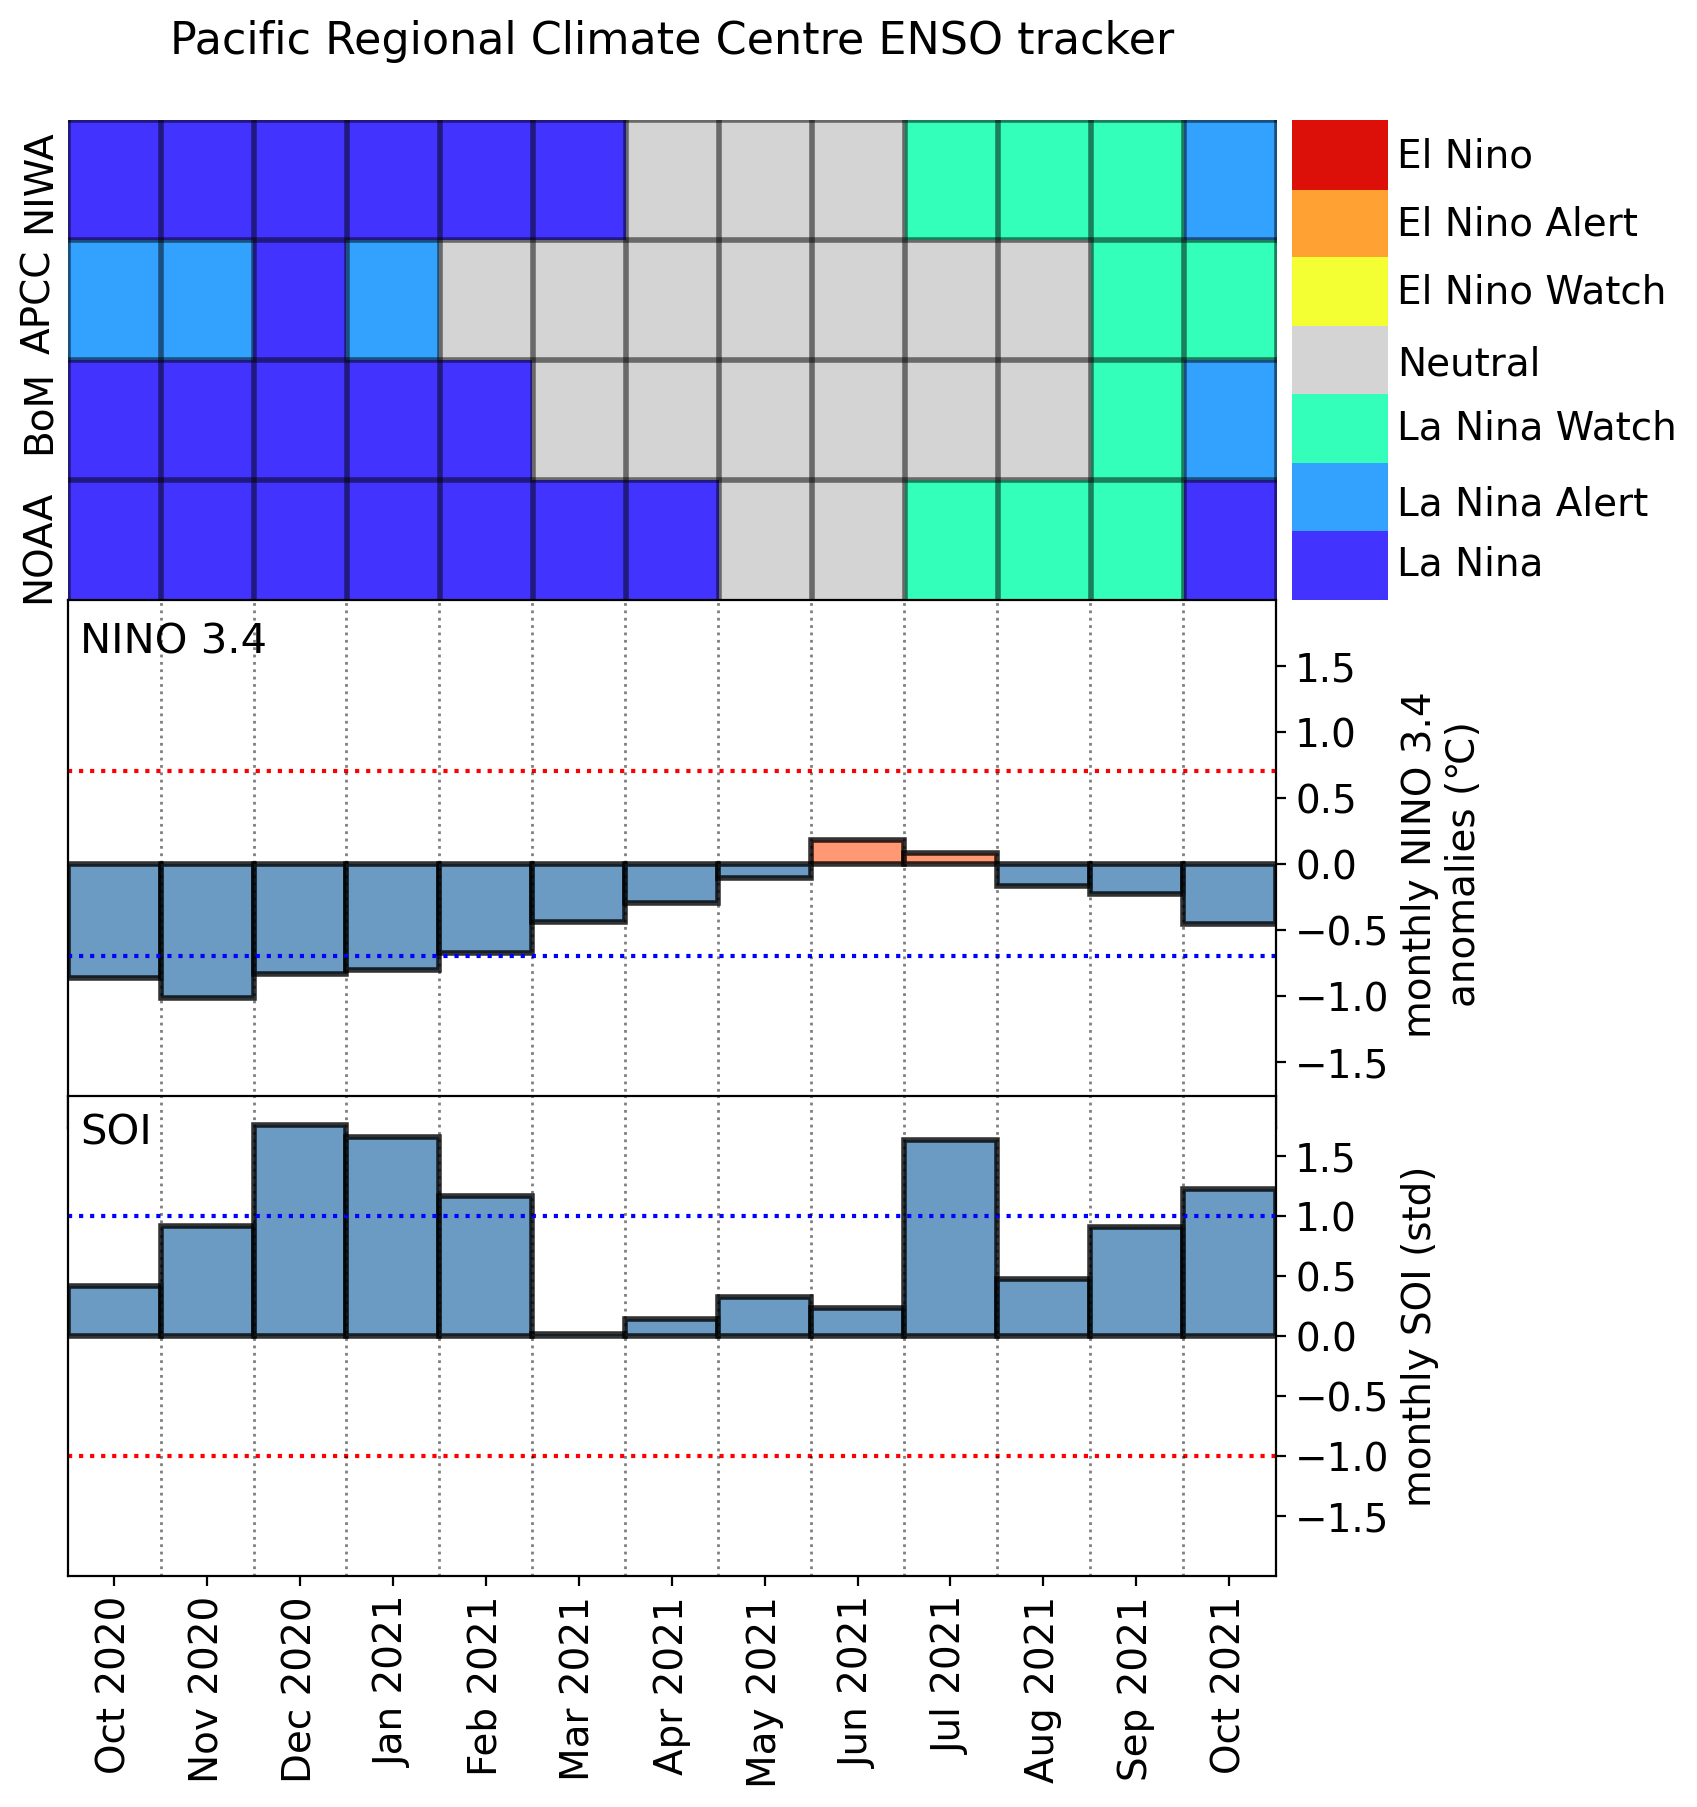 Pacific Regional Climate Centre ENSO tracker
NIWA
APCC
BoM
NOAA
El Nino
El Nino Alert
El Nino Watch
Neutral
La Nina Watch
La Nina Alert
La Nina
NINO 3.4
1.5
1.0
0.5
0.0
−0.5
−1.0
−1.5
monthly NINO 3.4
anomalies (°C)
SOI
1.5
1.0
0.5
0.0
−0.5
−1.0
−1.5
monthly SOI (std)
Oct 2020
Nov 2020
Dec 2020
Jan 2021
Feb 2021
Mar 2021
Apr 2021
May 2021
Jun 2021
Jul 2021
Aug 2021
Sep 2021
Oct 2021